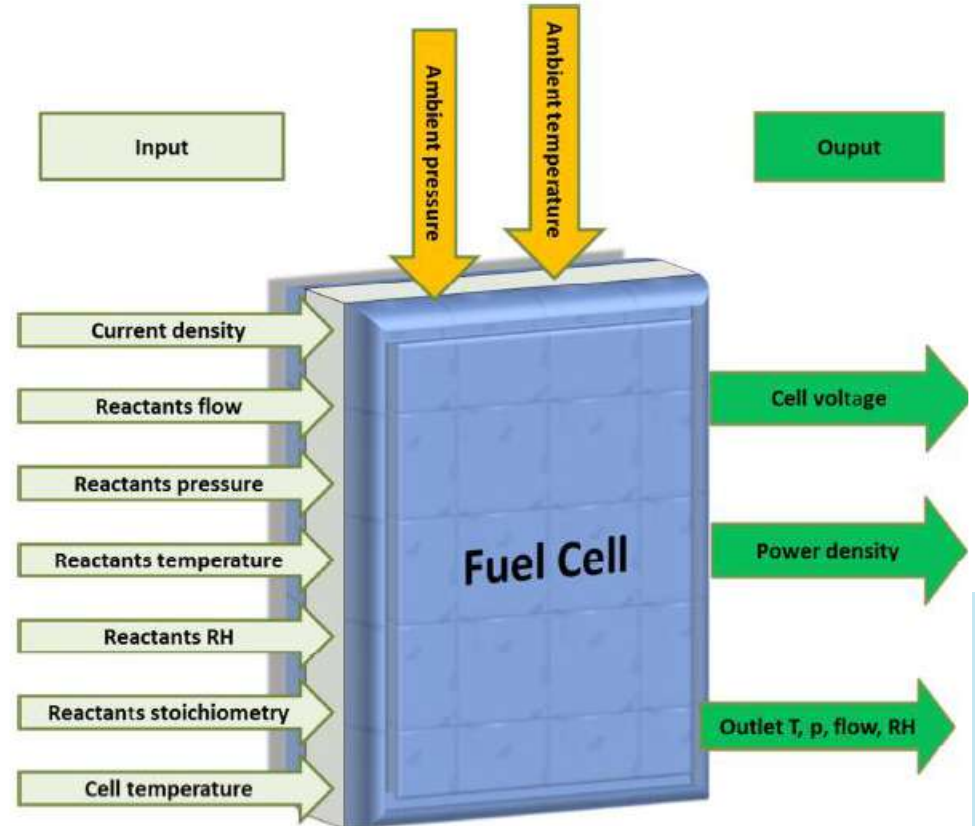 Input
Ambient pressure
Ambient temperature
Ouput
Current density
Reactants flow
Reactants pressure
Reactants temperature
Reactants RH
Reactants stoichiometry
Cell temperature
Fuel Cell
Cell voltage
Power density
Outlet T, p, flow, RH